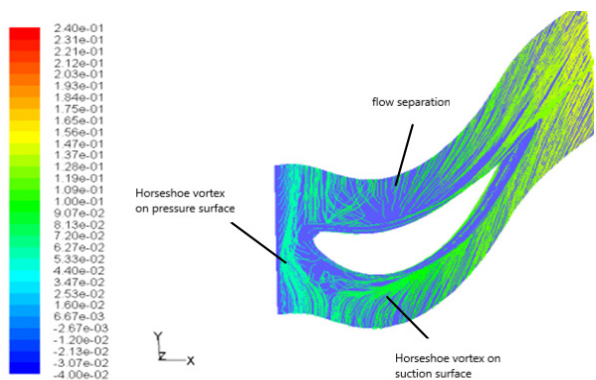 2.40e-01
2.31e-01
2.21e-01
2.12e-01
2.03e-01
1.93e-01
1.84e-01
1.75e-01
1.65e-01
1.56e-01
1.47e-01
1.37e-01
1.28e-01
1.19e-01
1.09e-01
1.00e-01
9.07e-02
8.13e-02
7.20e-02
6.27e-02
5.33e-02
4.40e-02
3.47e-02
2.53e-02
1.60e-02
6.67e-03
-2.67e-03
-1.20e-02
-2.13e-02
-3.07e-02
-4.00e-02
flow separation
Horseshoe vortex
on pressure surface
Horseshoe vortex on
suction surface
Y
Z
X